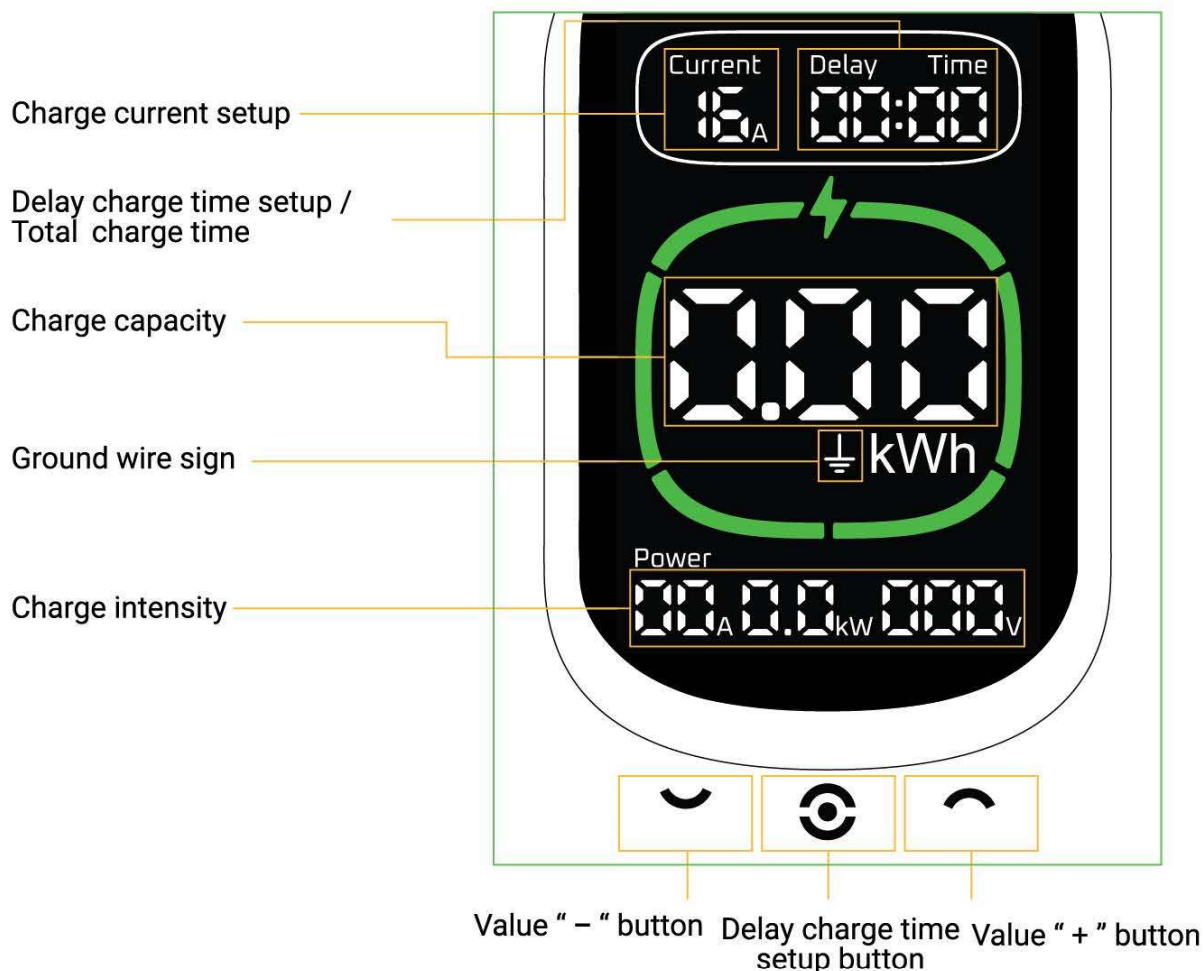 Current
Delay Time
16A
00:00
Charge current setup
Delay charge time setup /
Total charge time
0.00
Charge capacity
kWh
Ground wire sign
Power
00A 0.0kW 000V
Charge intensity
Value “ – “ button
Delay charge time
setup button
Value “ + ” button